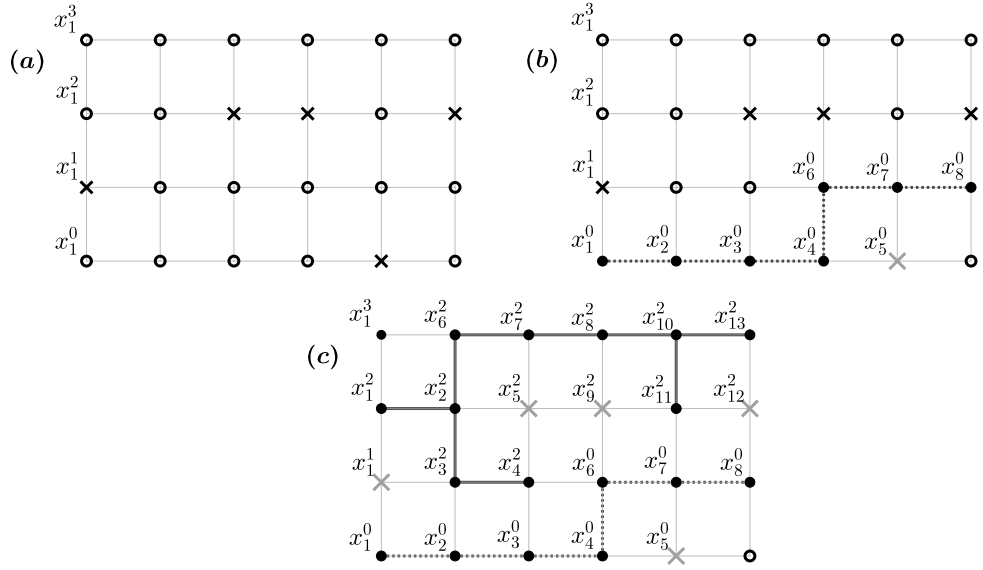 (a) x_1^3
x_1^2
x_1^1
x_1^0
(b) x_1^3
x_1^2
x_1^1 x_6^0 x_7^0 x_8^0
x_1^0 x_2^0 x_3^0 x_4^0 x_5^0
(c) x_1^3 x_6^2 x_7^2 x_8^2 x_10^2 x_13^2
x_1^2 x_2^2 x_5^2 x_9^2 x_11^2 x_12^2
x_1^1 x_3^2 x_4^2 x_6^0 x_7^0 x_8^0
x_1^0 x_2^0 x_3^0 x_4^0 x_5^0